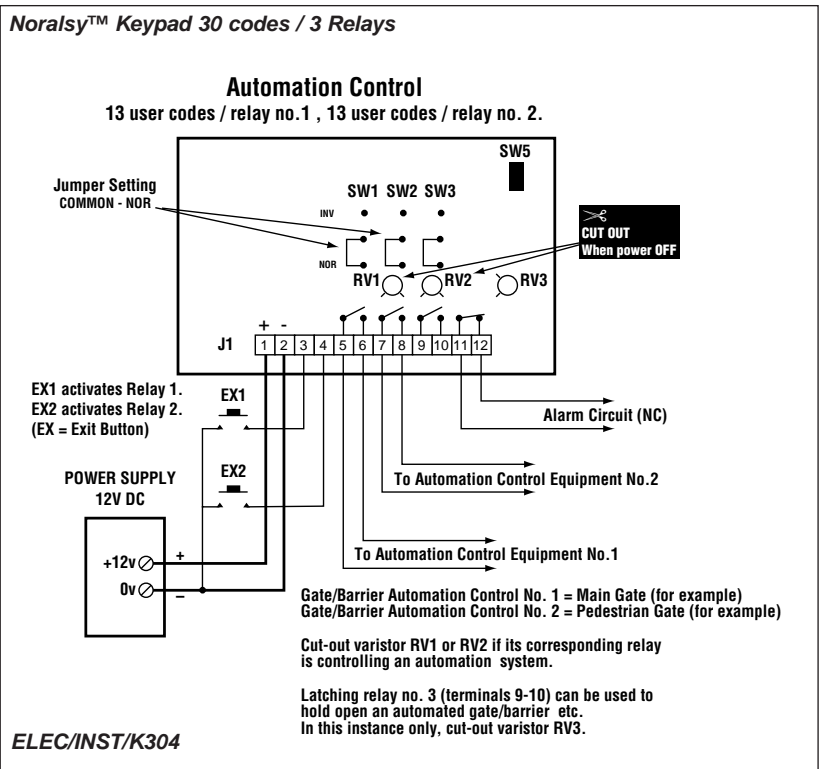 Noralsy™ Keypad 30 codes / 3 Relays
Automation Control
13 user codes / relay no.1 , 13 user codes / relay no. 2.
SW5
Jumper Setting
COMMON - NOR
SW1 SW2 SW3
INV
NOR
CUT OUT
When power OFF
RV1
RV2
RV3
+ -
J1
1 2 3 4 5 6 7 8 9 10 11 12
EX1 activates Relay 1.
EX2 activates Relay 2.
(EX = Exit Button)
EX1
Alarm Circuit (NC)
EX2
To Automation Control Equipment No.2
POWER SUPPLY
12V DC
+12v +
To Automation Control Equipment No.1
0v –
Gate/Barrier Automation Control No. 1 = Main Gate (for example)
Gate/Barrier Automation Control No. 2 = Pedestrian Gate (for example)
Cut-out varistor RV1 or RV2 if its corresponding relay
is controlling an automation system.
Latching relay no. 3 (terminals 9-10) can be used to
hold open an automated gate/barrier etc.
In this instance only, cut-out varistor RV3.
ELEC/INST/K304